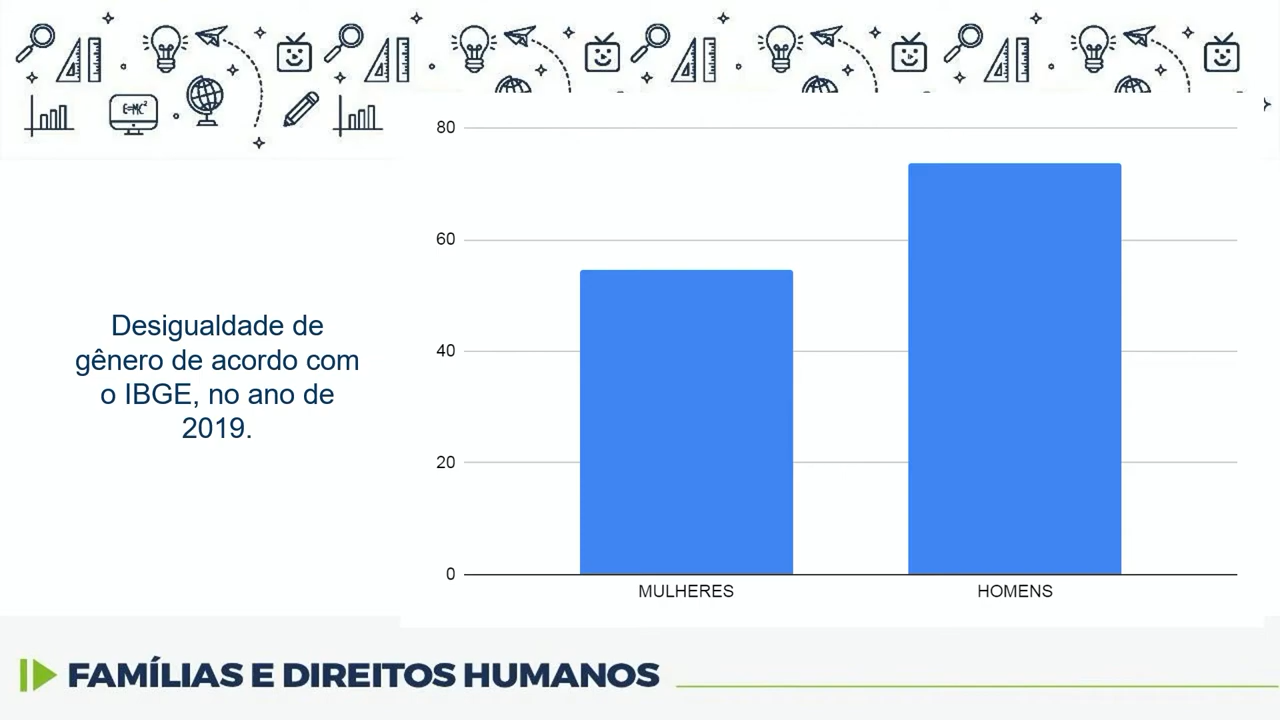 E=MC²
Desigualdade de
gênero de acordo com
o IBGE, no ano de
2019.
80
60
40
20
0
MULHERES
HOMENS
FAMÍLIAS E DIREITOS HUMANOS